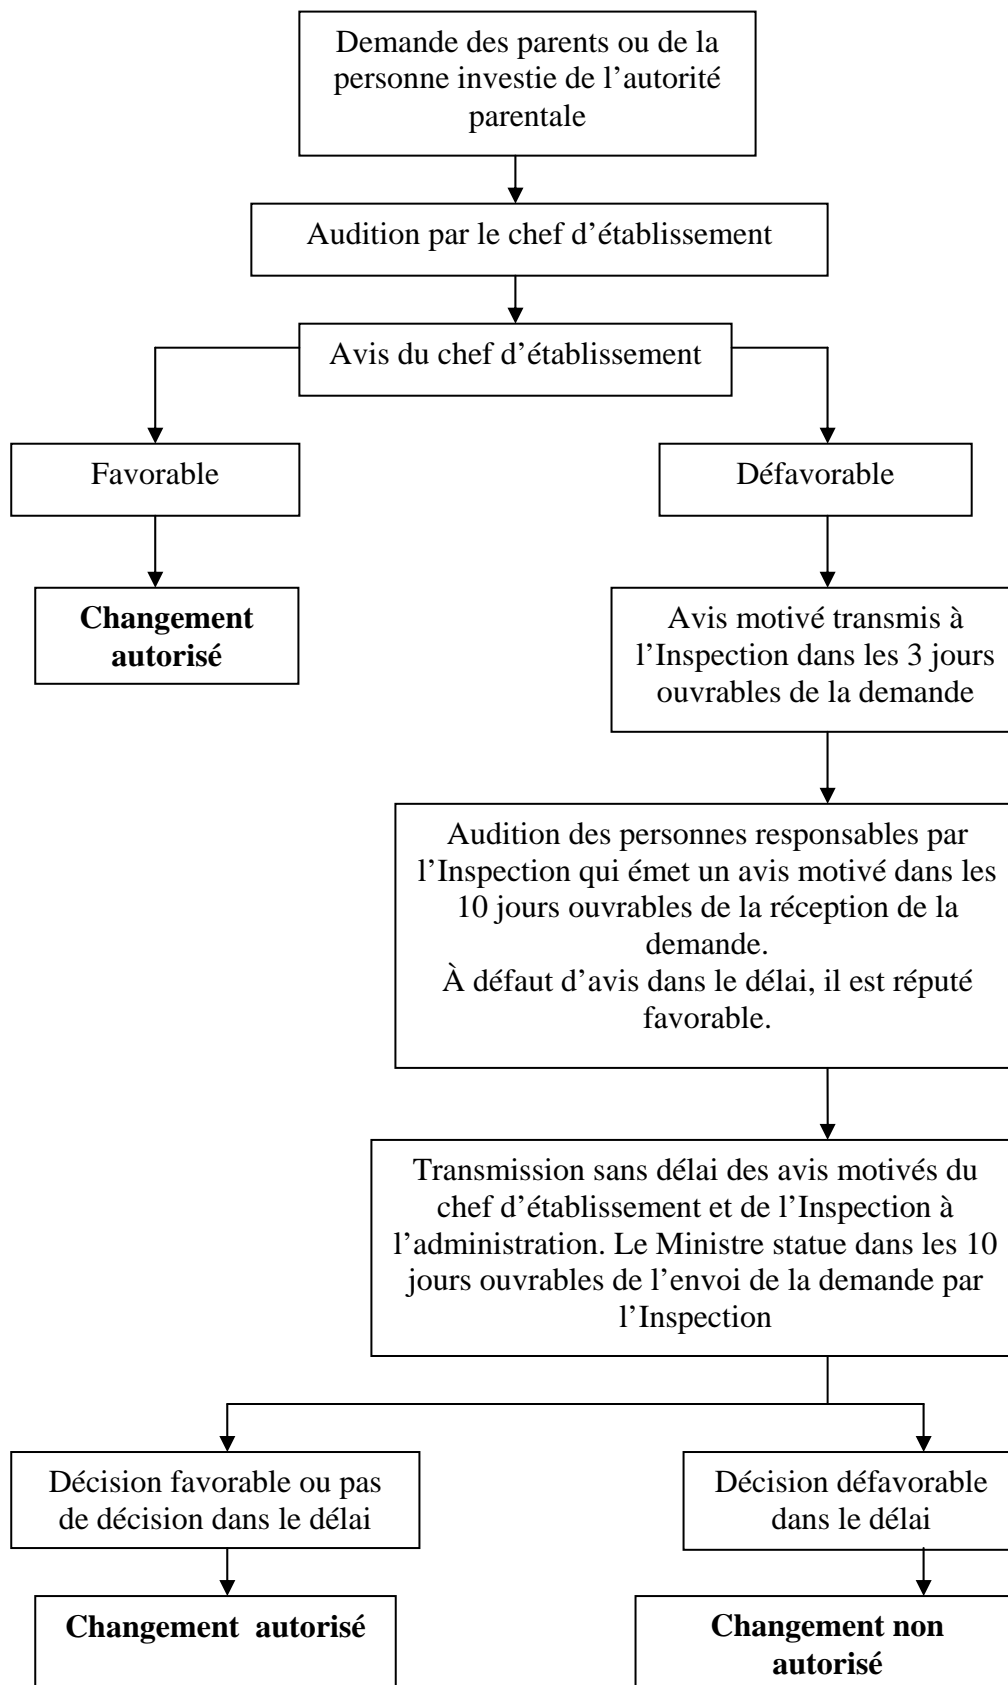 Demande des parents ou de la
personne investie de l’autorité
parentale
Audition par le chef d’établissement
Avis du chef d’établissement
Favorable
Défavorable
Changement
autorisé
Avis motivé transmis à
l’Inspection dans les 3 jours
ouvrables de la demande
Audition des personnes responsables par
l’Inspection qui émet un avis motivé dans les
10 jours ouvrables de la réception de la
demande.
À défaut d’avis dans le délai, il est réputé
favorable.
Transmission sans délai des avis motivés du
chef d’établissement et de l’Inspection à
l’administration. Le Ministre statue dans les 10
jours ouvrables de l’envoi de la demande par
l’Inspection
Décision favorable ou pas
de décision dans le délai
Décision défavorable
dans le délai
Changement autorisé
Changement non
autorisé